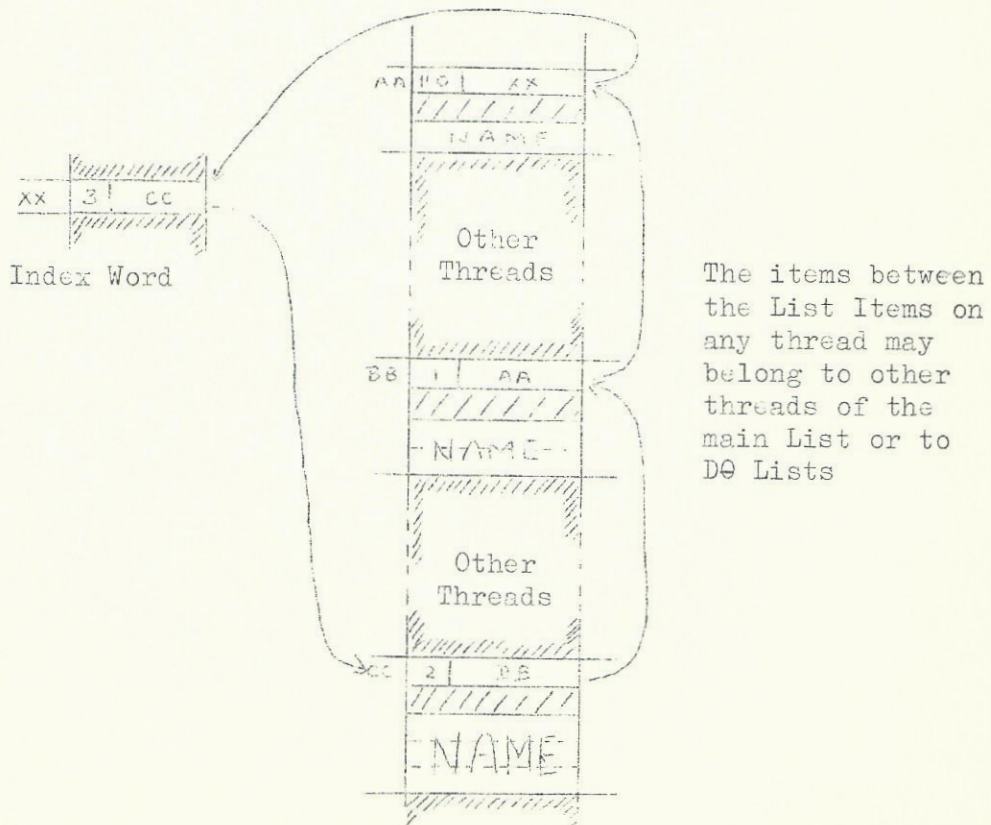 AA
XX
NAME
XX 3 CC
Index Word
Other
Threads
BB 1 AA
NAME
The items between
the List Items on
any thread may
belong to other
threads of the
main List or to
DΘ Lists
Other
Threads
CC 2 BB
NAME